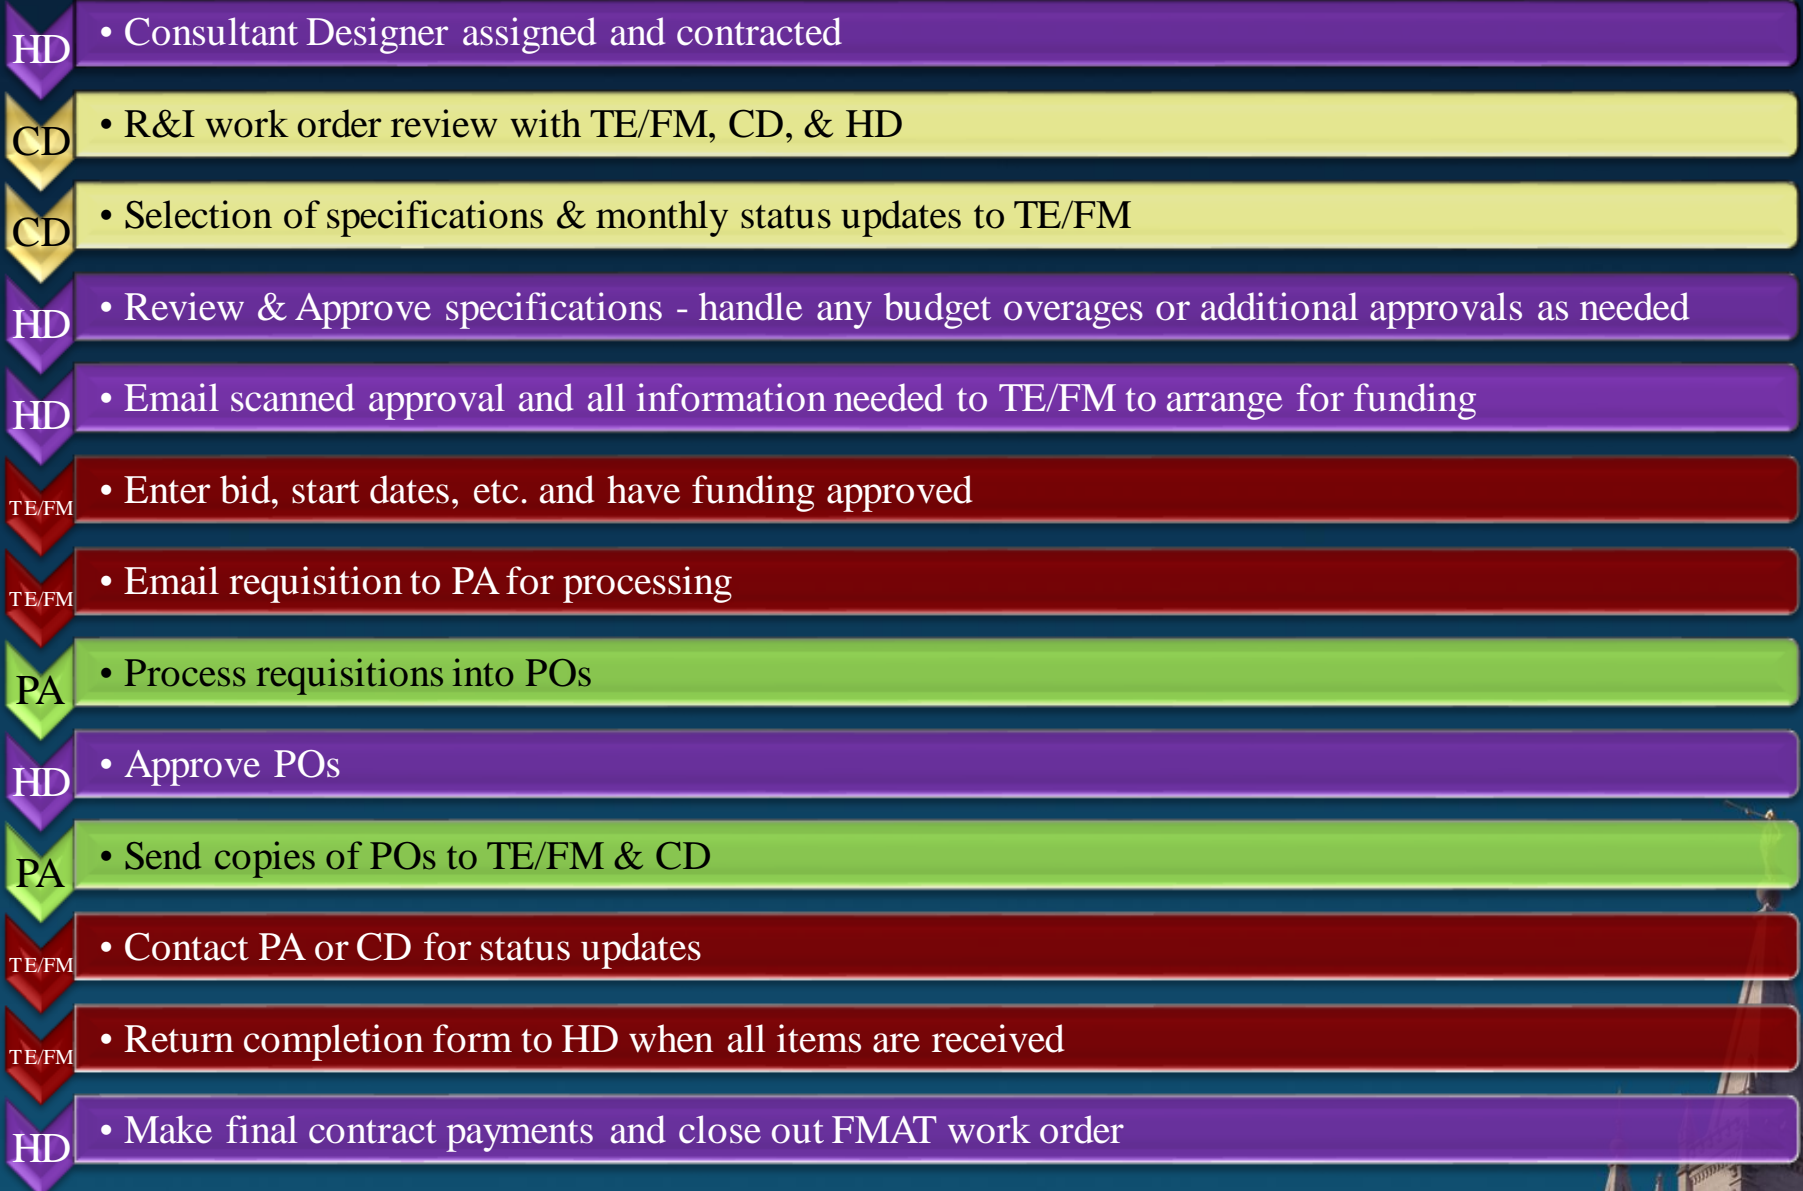 HD
• Consultant Designer assigned and contracted
CD
• R&I work order review with TE/FM, CD, & HD
CD
• Selection of specifications & monthly status updates to TE/FM
HD
• Review & Approve specifications - handle any budget overages or additional approvals as needed
HD
• Email scanned approval and all information needed to TE/FM to arrange for funding
TE/FM
• Enter bid, start dates, etc. and have funding approved
TE/FM
• Email requisition to PA for processing
PA
• Process requisitions into POs
HD
• Approve POs
PA
• Send copies of POs to TE/FM & CD
TE/FM
• Contact PA or CD for status updates
TE/FM
• Return completion form to HD when all items are received
HD
• Make final contract payments and close out FMAT work order